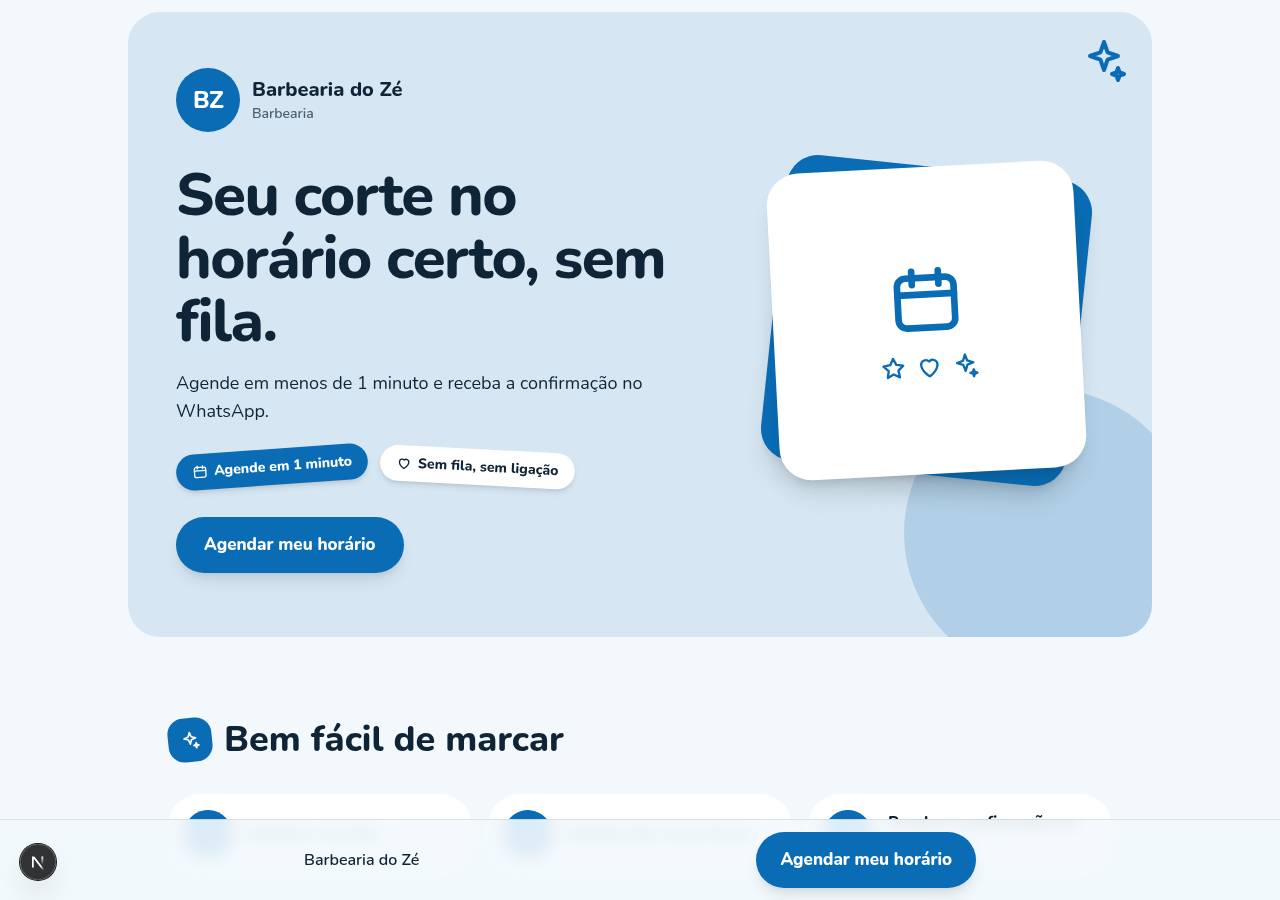 BZ
Barbearia do Zé
Barbearia
Seu corte no
horário certo, sem
fila.
Agende em menos de 1 minuto e receba a confirmação no
WhatsApp.
Agende em 1 minuto
Sem fila, sem ligação
Agendar meu horário
Bem fácil de marcar
Barbearia do Zé
Agendar meu horário
N